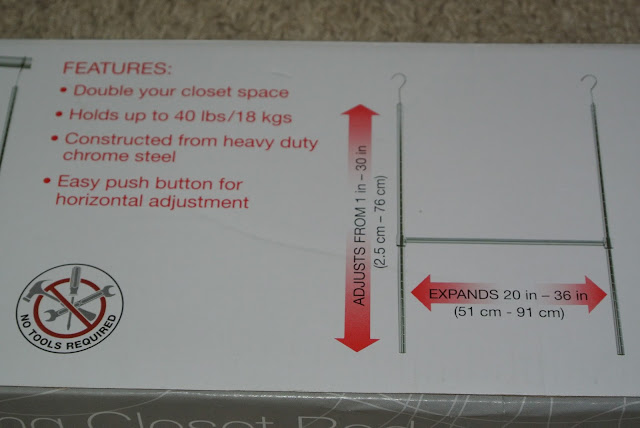 FEATURES:
• Double your closet space
• Holds up to 40 lbs/18 kgs
• Constructed from heavy duty
chrome steel
• Easy push button for
horizontal adjustment
NO TOOLS REQUIRED
ADJUSTS FROM 1 in – 30 in
(2.5 cm – 76 cm)
EXPANDS 20 in – 36 in
(51 cm - 91 cm)
Closet Rod